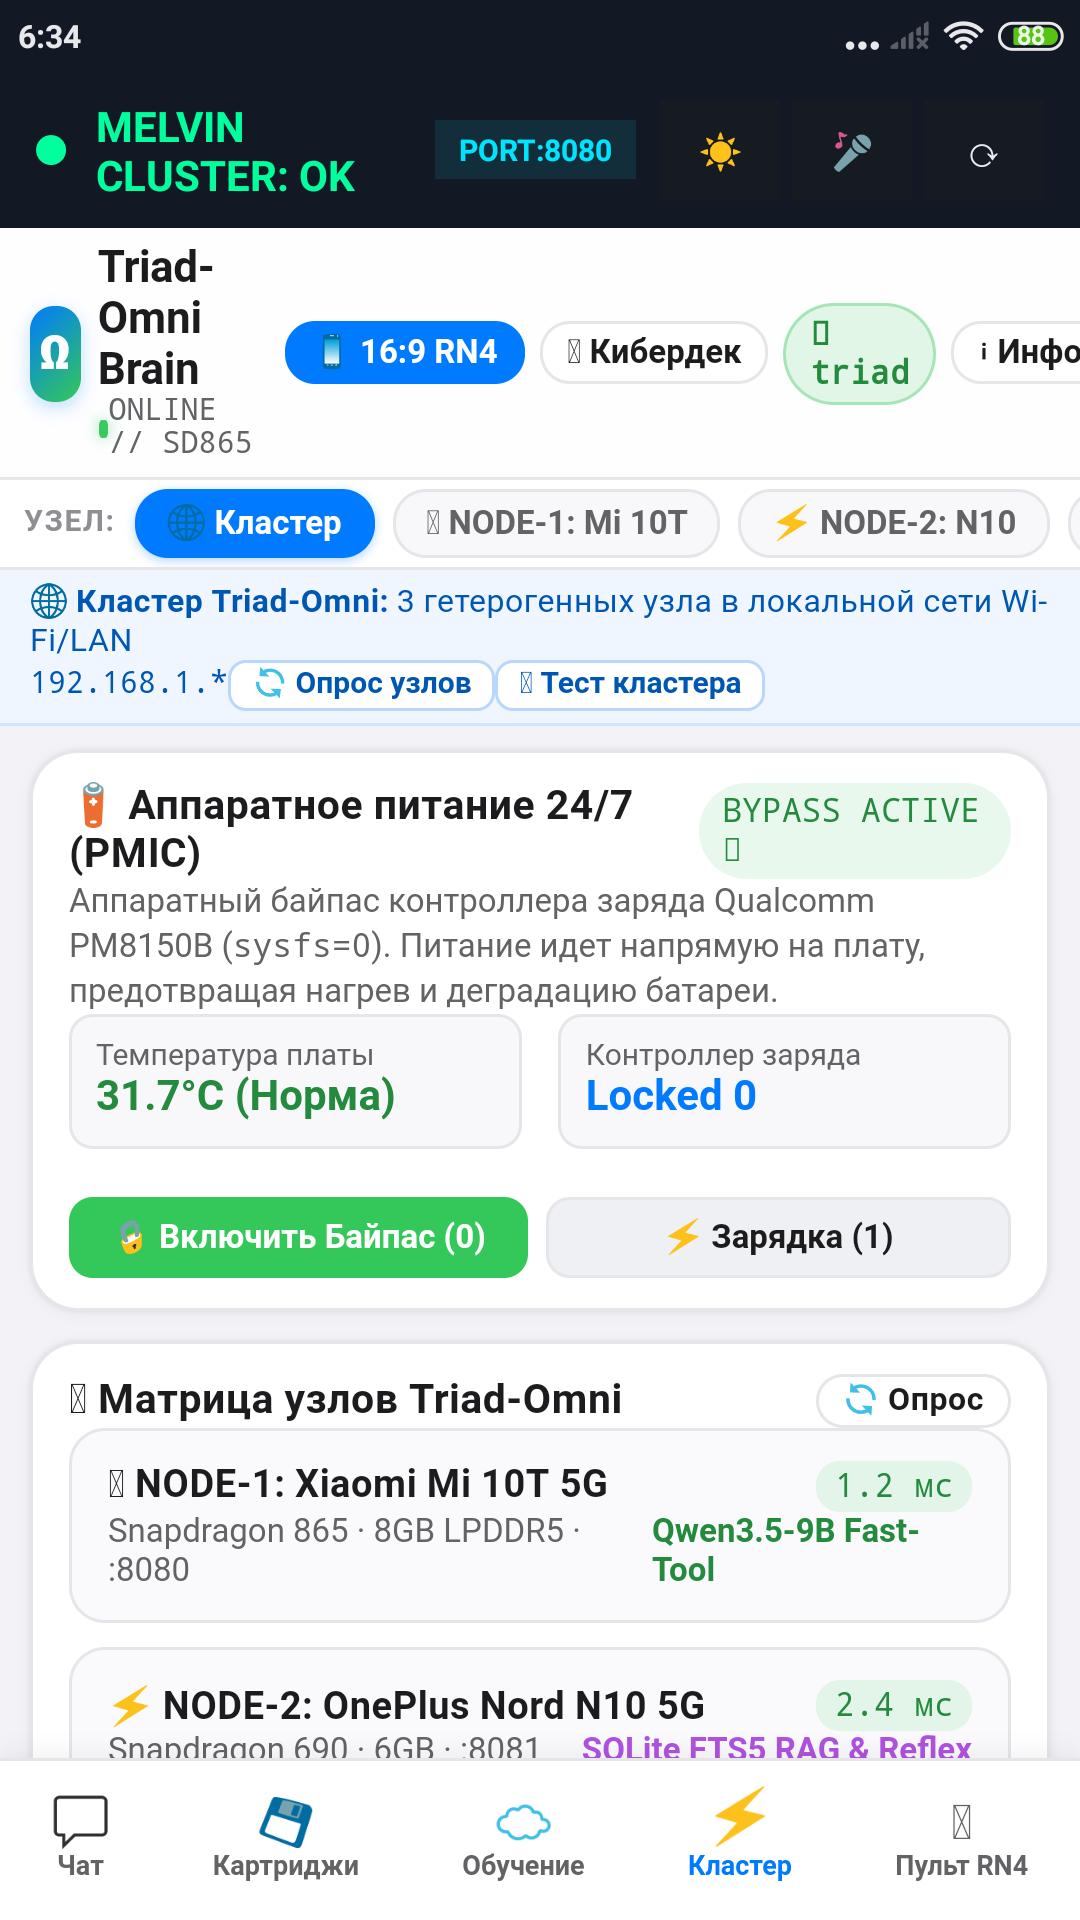 6:34
88
MELVIN
CLUSTER: OK
PORT:8080
Triad-
Omni
Brain
ONLINE
// SD865
Ω
16:9 RN4
Кибердек
triad
i Инфо
УЗЕЛ:
Кластер
NODE-1: Mi 10T
NODE-2: N10
Кластер Triad-Omni: 3 гетерогенных узла в локальной сети Wi-
Fi/LAN
192.168.1.*
Опрос узлов
Тест кластера
Аппаратное питание 24/7
(PMIC)
BYPASS ACTIVE
Аппаратный байпас контроллера заряда Qualcomm
PM8150B (sysfs=0). Питание идет напрямую на плату,
предотвращая нагрев и деградацию батареи.
Температура платы
31.7°C (Норма)
Контроллер заряда
Locked 0
Включить Байпас (0)
Зарядка (1)
Матрица узлов Triad-Omni
Опрос
NODE-1: Xiaomi Mi 10T 5G
1.2 мс
Snapdragon 865 · 8GB LPDDR5 ·
:8080
Qwen3.5-9B Fast-
Tool
NODE-2: OnePlus Nord N10 5G
2.4 мс
Snapdragon 690 · 6GB · :8081
SQLite FTS5 RAG & Reflex
Чат
Картриджи
Обучение
Кластер
Пульт RN4